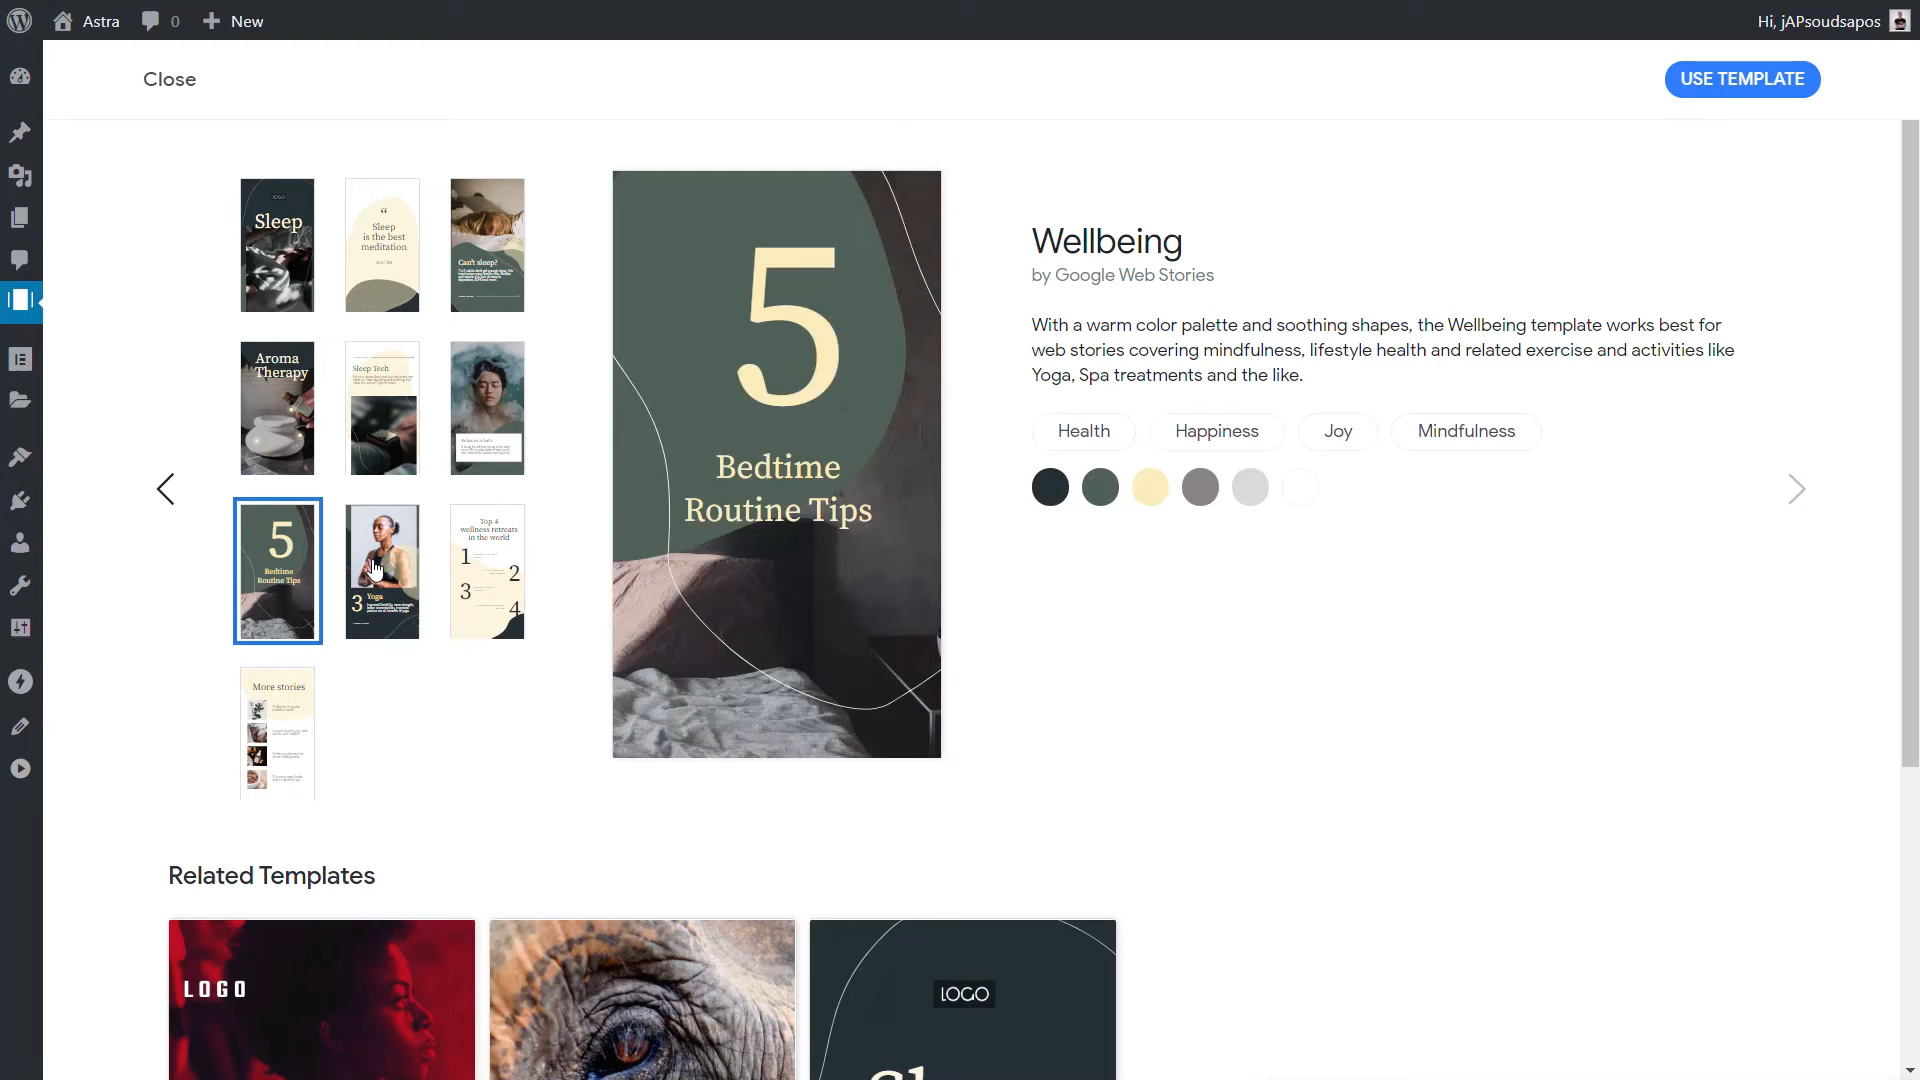 Astra
0
New
Hi, jAPsoudsapos
Close
USE TEMPLATE
LOGO
Sleep
“
Sleep
is the best
meditation
Can't sleep?
Aroma
Therapy
Sleep Tech
Relax in a bath
5
Bedtime
Routine Tips
3
Yoga
Top 4
wellness retreats
in the world
1
2
3
4
More stories
5
Bedtime
Routine Tips
Wellbeing
by Google Web Stories
With a warm color palette and soothing shapes, the Wellbeing template works best for
web stories covering mindfulness, lifestyle health and related exercise and activities like
Yoga, Spa treatments and the like.
Health
Happiness
Joy
Mindfulness
Related Templates
LOGO
LOGO